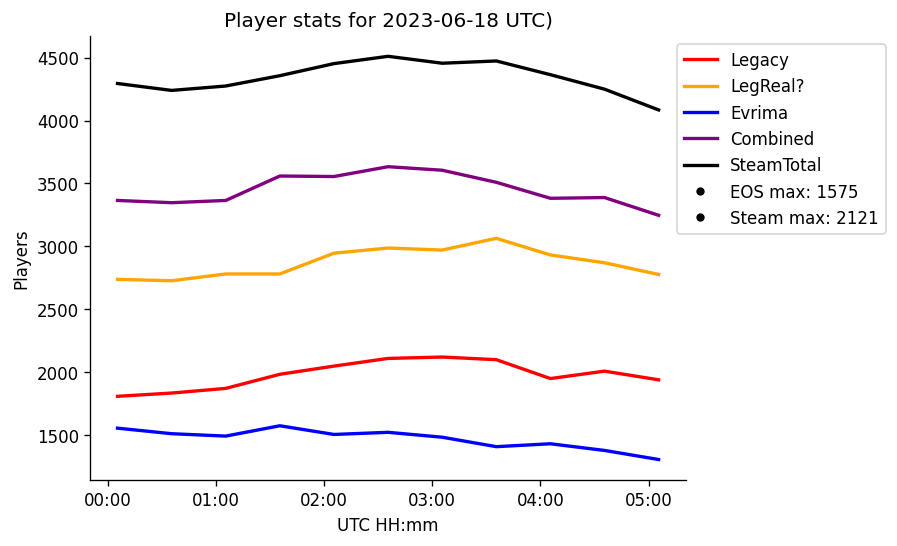 Player stats for 2023-06-18 UTC)
Legacy
LegReal?
Evrima
Combined
SteamTotal
EOS max: 1575
Steam max: 2121
Players
4500
4000
3500
3000
2500
2000
1500
00:00 01:00 02:00 03:00 04:00 05:00
UTC HH:mm